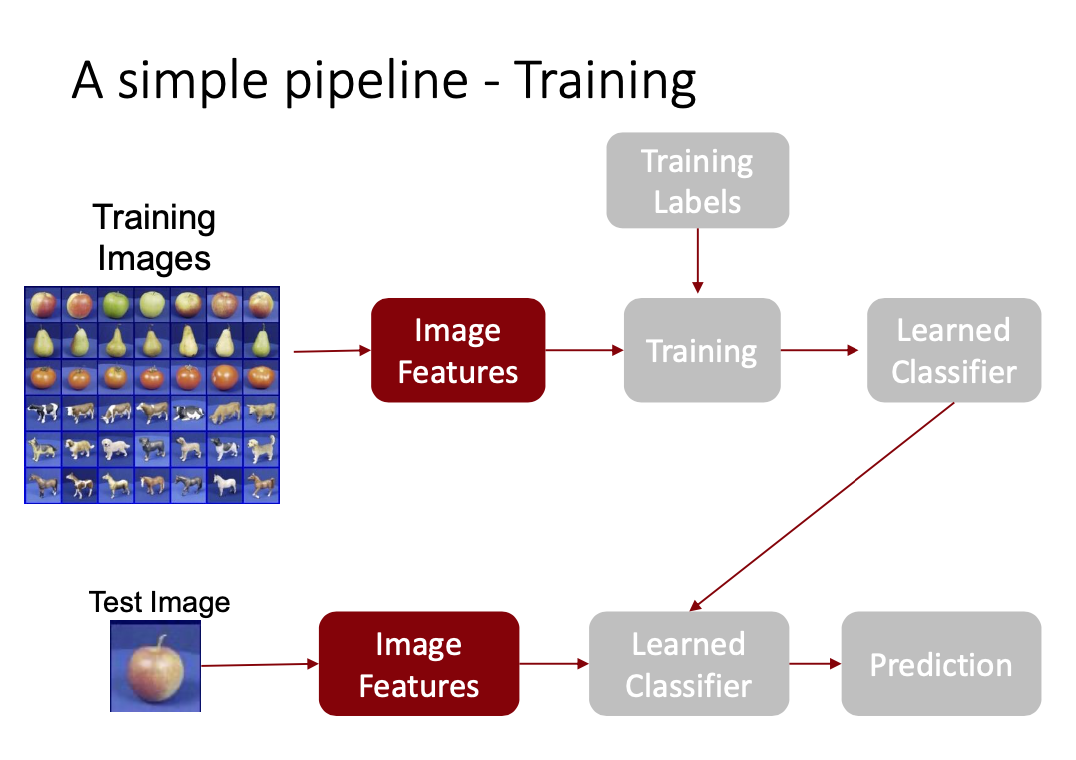 A simple pipeline - Training
Training
Labels
Training
Images
Image
Features
Training
Learned
Classifier
Test Image
Image
Features
Learned
Classifier
Prediction